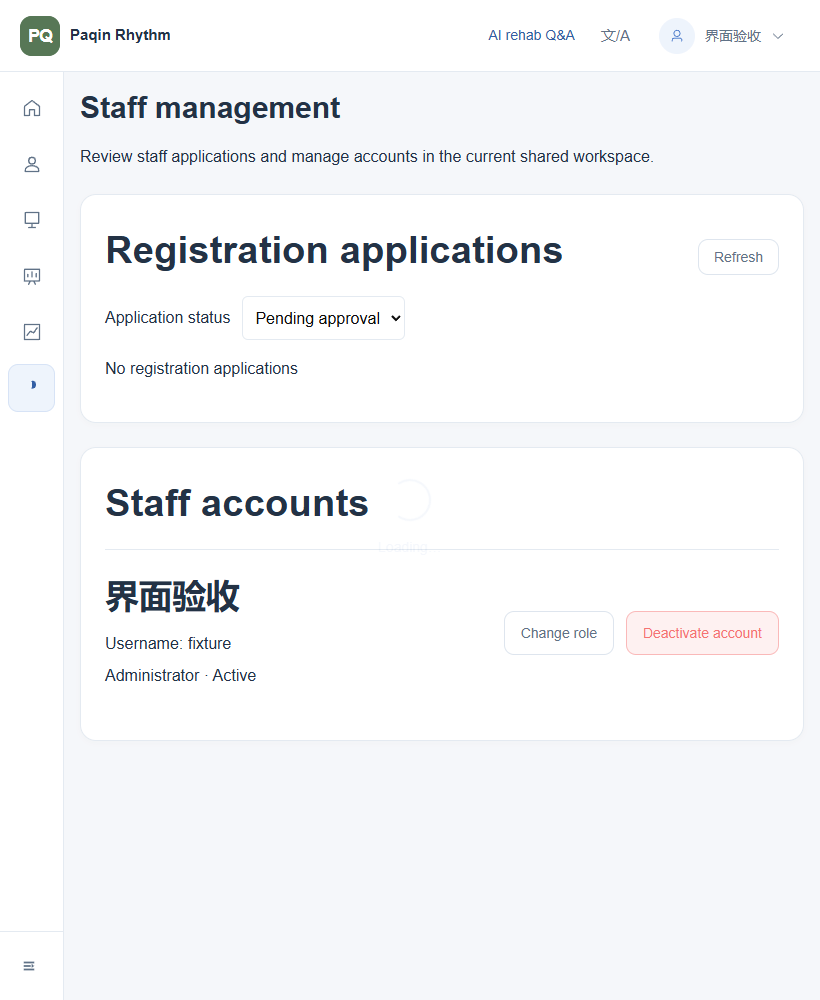 PQ
Paqin Rhythm
AI rehab Q&A
文/A
界面验收
Staff management
Review staff applications and manage accounts in the current shared workspace.
Registration applications
Refresh
Application status
Pending approval
No registration applications
Staff accounts
Loading
界面验收
Username: fixture
Administrator · Active
Change role
Deactivate account